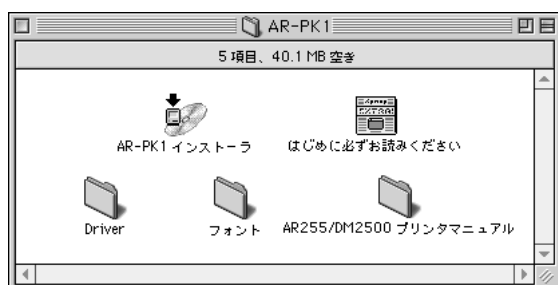 AR-PK1
5 項目、40.1 MB 空き
AR-PK1 インストーラ
はじめに必ずお読みください
Driver
フォント
AR255/DM2500 プリンタマニュアル